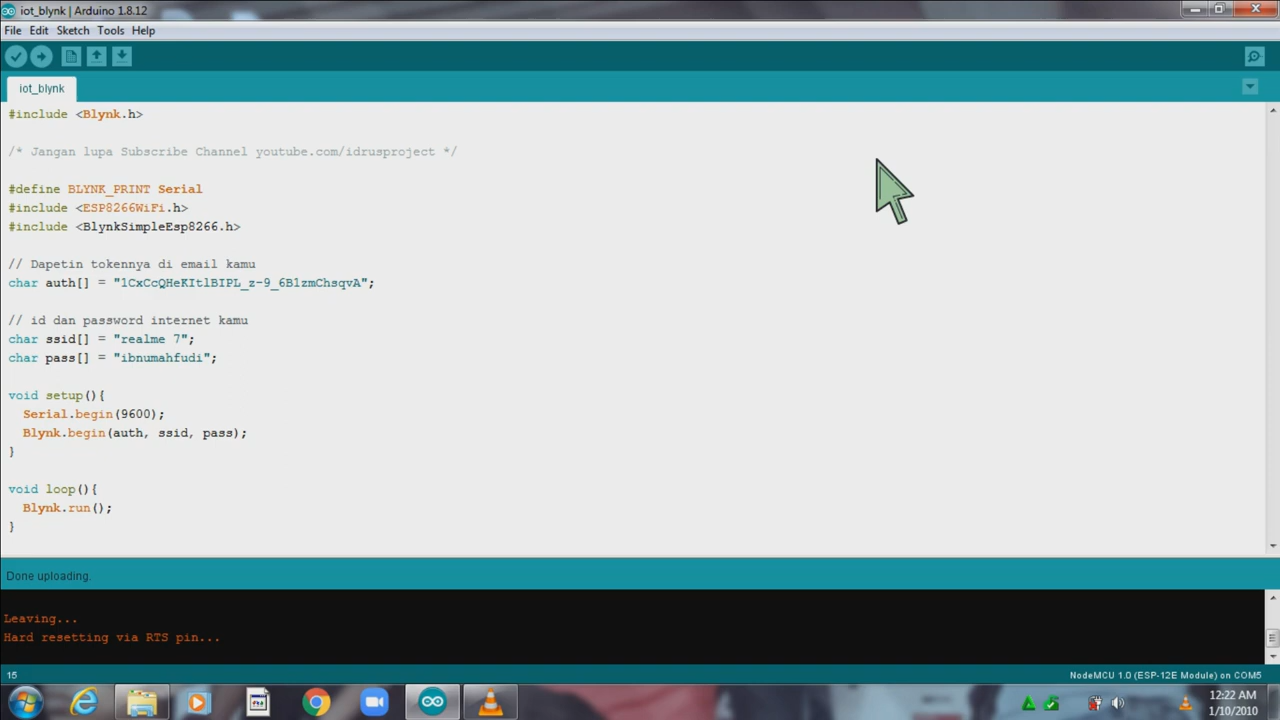 iot_blynk | Arduino 1.8.12
File Edit Sketch Tools Help
iot_blynk
#include <Blynk.h>
/* Jangan lupa Subscribe Channel youtube.com/idrusproject */
#define BLYNK_PRINT Serial
#include <ESP8266WiFi.h>
#include <BlynkSimpleEsp8266.h>
// Dapetin tokennya di email kamu
char auth[] = "1CxCcQHeKItlBIPL_z-9_6B1zmChsqvA";
// id dan password internet kamu
char ssid[] = "realme 7";
char pass[] = "ibnumahfudi";
void setup(){
Serial.begin(9600);
Blynk.begin(auth, ssid, pass);
}
void loop(){
Blynk.run();
}
Done uploading.
Leaving...
Hard resetting via RTS pin...
15
NodeMCU 1.0 (ESP-12E Module) on COM5
12:22 AM
1/10/2010